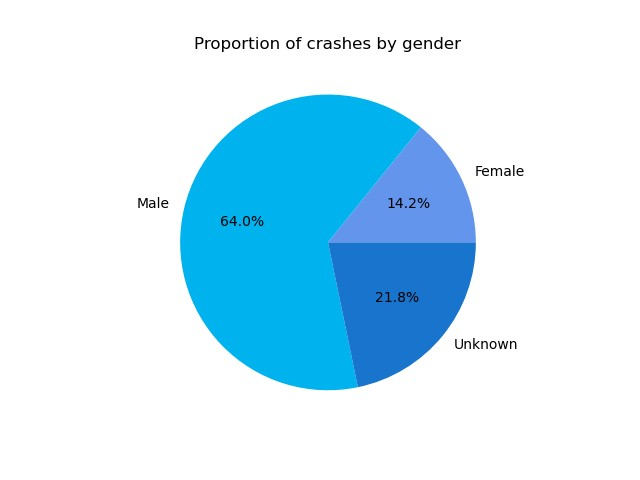 Proportion of crashes by gender
Female
Male
14.2%
64.0%
21.8%
Unknown